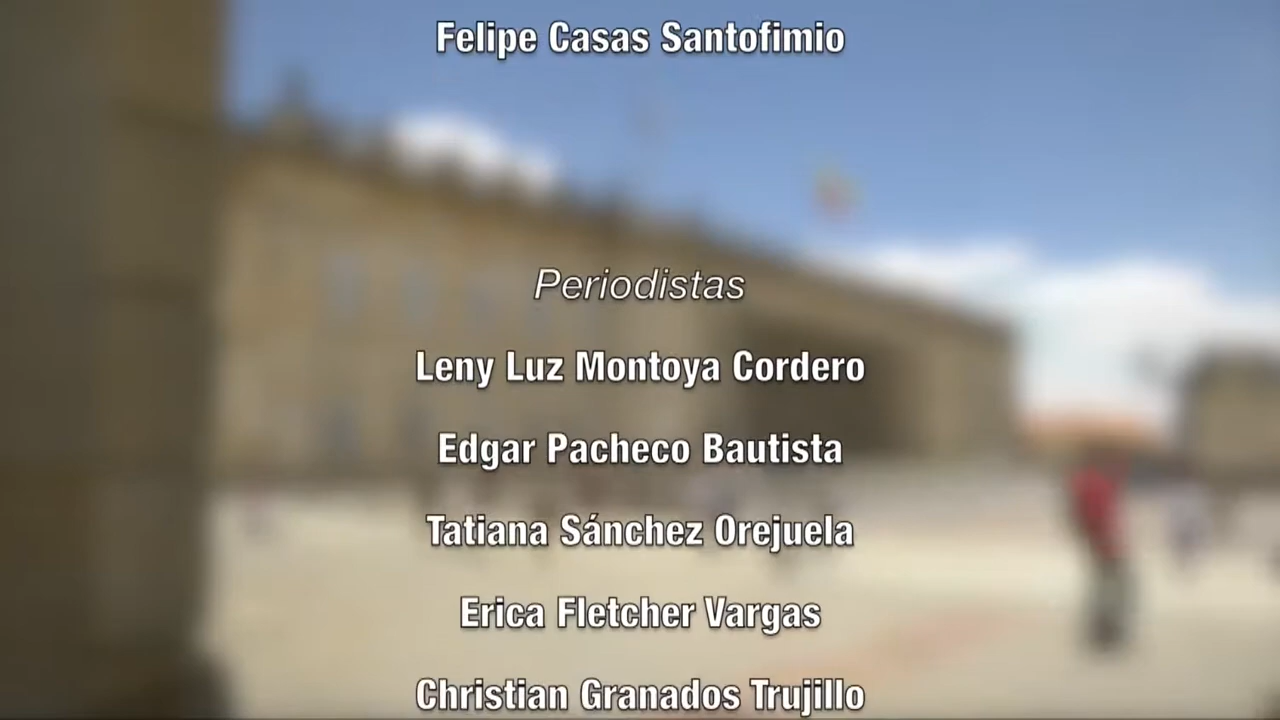 Felipe Casas Santofimio
Periodistas
Leny Luz Montoya Cordero
Edgar Pacheco Bautista
Tatiana Sánchez Orejuela
Erica Fletcher Vargas
Christian Granados Trujillo